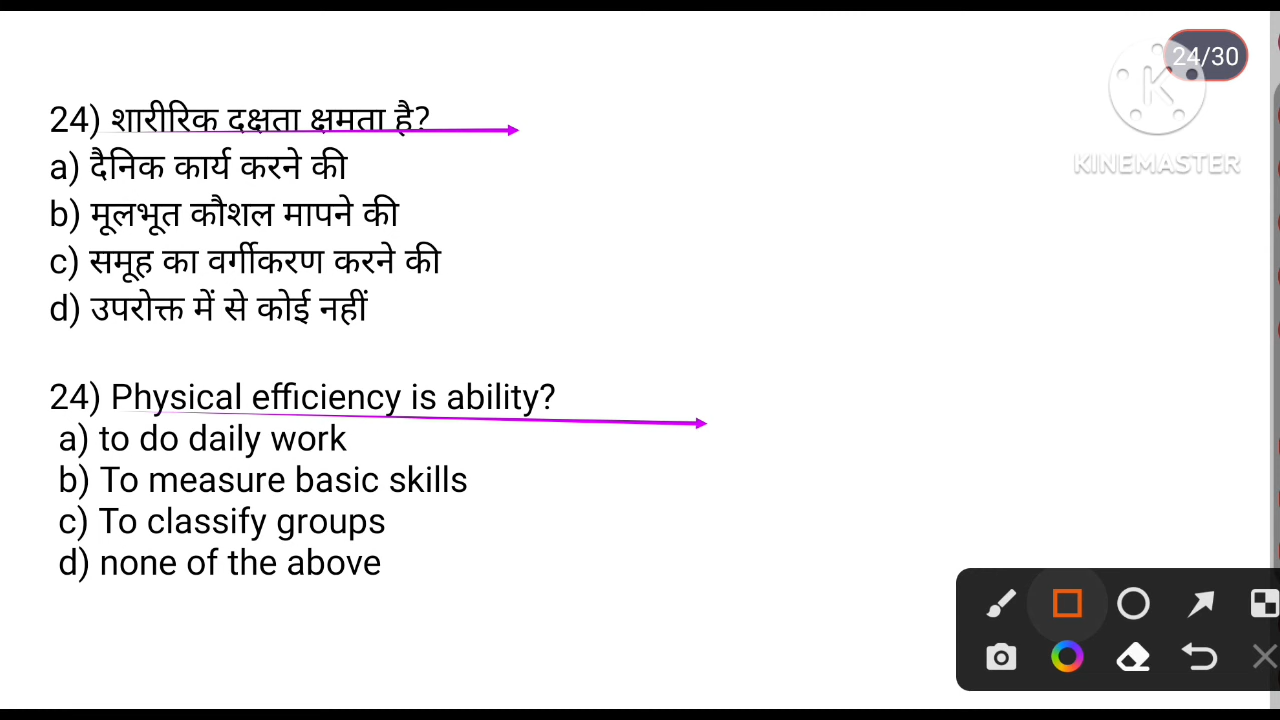 24/30
KINEMASTER
24) शारीरिक दक्षता क्षमता है?
a) दैनिक कार्य करने की
b) मूलभूत कौशल मापने की
c) समूह का वर्गीकरण करने की
d) उपरोक्त में से कोई नहीं
24) Physical efficiency is ability?
a) to do daily work
b) To measure basic skills
c) To classify groups
d) none of the above